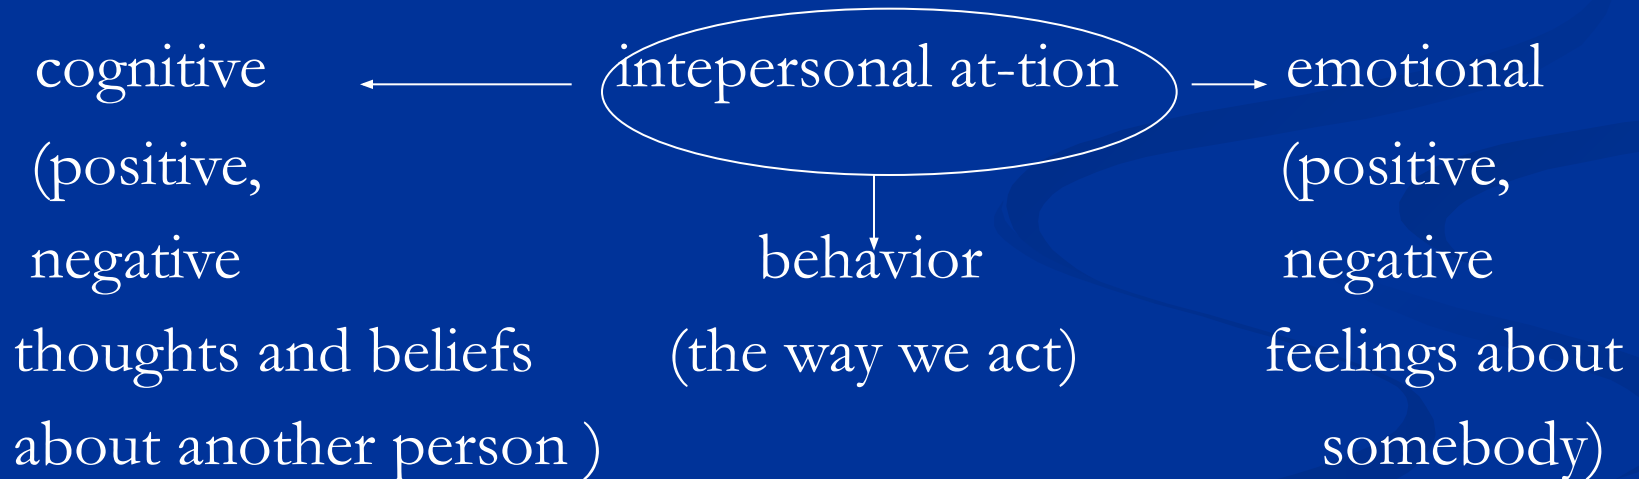 cognitive intepersonal at-tion emotional
(positive, (positive,
negative behavior negative
thoughts and beliefs (the way we act) feelings about
about another person ) somebody)